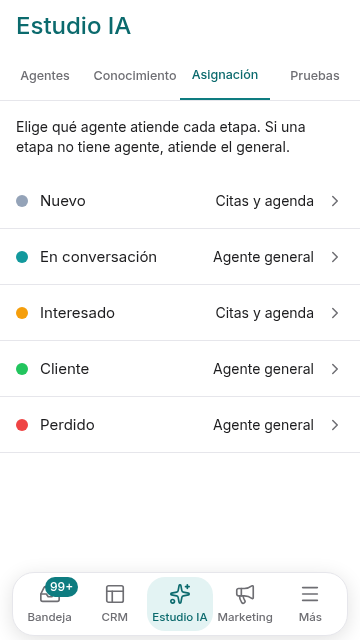 Estudio IA
Agentes Conocimiento Asignación Pruebas
Elige qué agente atiende cada etapa. Si una
etapa no tiene agente, atiende el general.
Nuevo Citas y agenda
En conversación Agente general
Interesado Citas y agenda
Cliente Agente general
Perdido Agente general
99+
Bandeja CRM Estudio IA Marketing Más